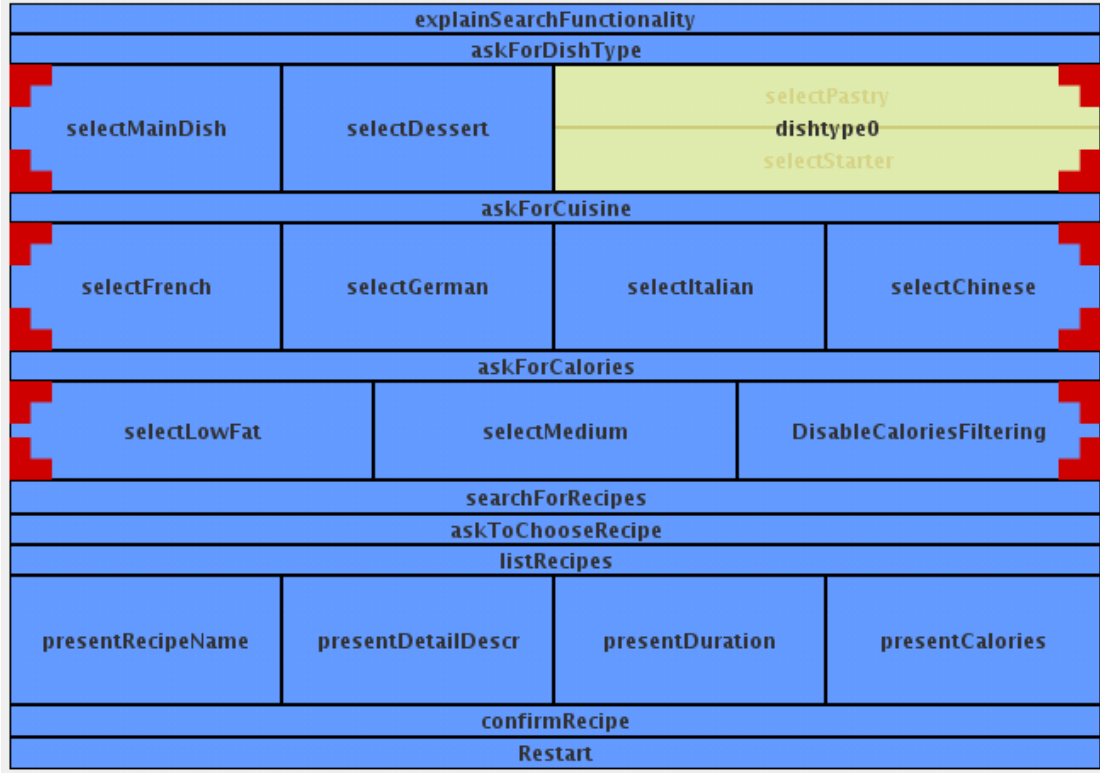 explainSearchFunctionality
askForDishType
selectMainDish
selectDessert
selectPastry
dishtype0
selectStarter
askForCuisine
selectFrench
selectGerman
selectItalian
selectChinese
askForCalories
selectLowFat
selectMedium
DisableCaloriesFiltering
searchForRecipes
askToChooseRecipe
listRecipes
presentRecipeName
presentDetailDescr
presentDuration
presentCalories
confirmRecipe
Restart